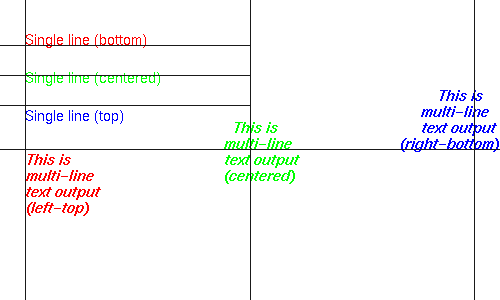 Single line (bottom)
Single line (centered)
Single line (top)
This is
multi-line
text output
(left-top)
This is
multi-line
text output
(centered)
This is
multi-line
text output
(right-bottom)